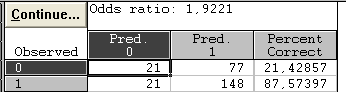 Continue... Odds ratio: 1,9221
Pred. Pred. Percent
Observed 0 1 Correct
0 21 77 21,42857
1 21 148 87,57397